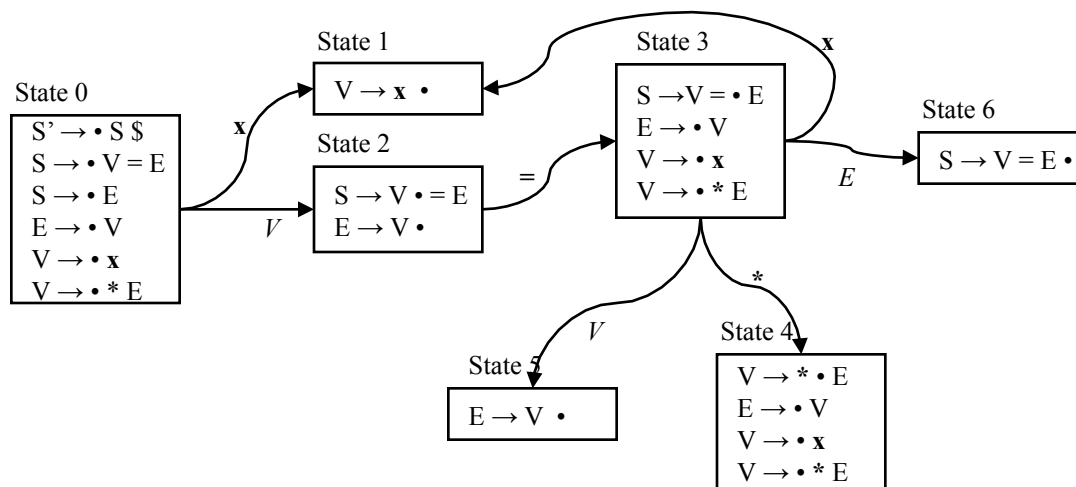 State 0
S’ → • S $
S → • V = E
S → • E
E → • V
V → • x
V → • * E
x
V
State 1
V → x •
State 2
S → V • = E
E → V •
=
State 3
S →V = • E
E → • V
V → • x
V → • * E
x
E
State 6
S → V = E •
V
*
State 5
E → V •
State 4
V → * • E
E → • V
V → • x
V → • * E